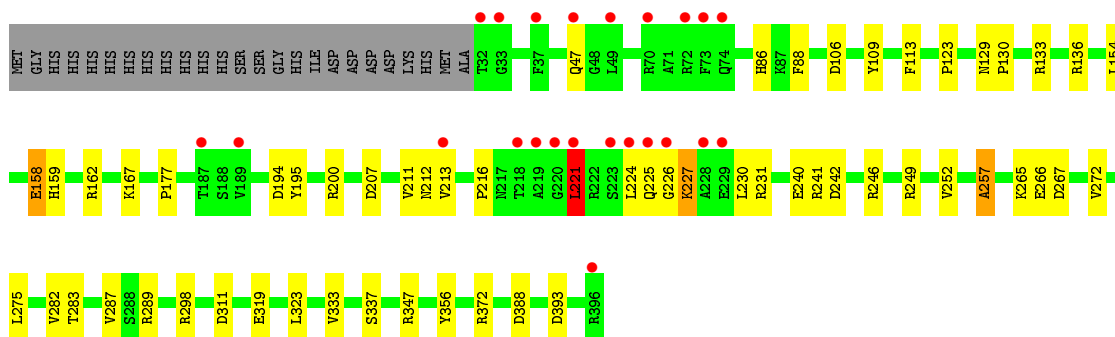 MET GLY HIS HIS HIS HIS HIS HIS HIS HIS HIS HIS SER SER GLY HIS ILE ASP ASP ASP ASP LYS HIS MET ALA T32 G33 F37 Q47 G48 L49 R70 A71 R72 F73 Q74 H86 K87 F88 D106 Y109 F113 P123 N129 P130 R133 R136 L154
E158 H159 R162 K167 P177 T187 S188 V189 D194 Y195 R200 D207 V211 N212 V213 P216 N217 T218 A219 G220 L221 R222 S223 L224 Q225 G226 K227 A228 E229 L230 R231 E240 R241 D242 R246 R249 V252 A257 K265 E266 D267 V272
L275 V282 T283 V287 S288 R289 R298 D311 E319 L323 V333 S337 R347 Y356 R372 D388 D393 R396